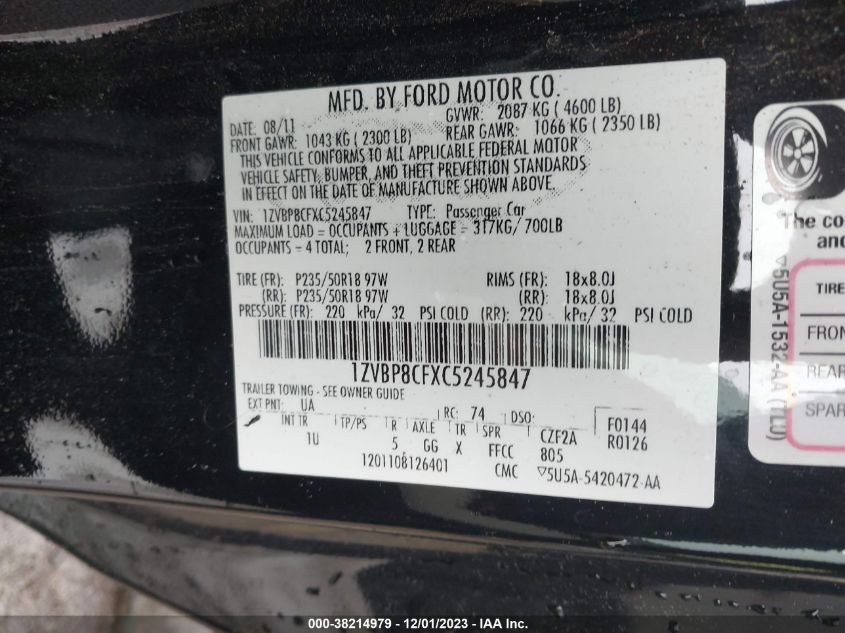 MFD. BY FORD MOTOR CO.
DATE: 08/11 GVWR: 2087 KG ( 4600 LB)
FRONT GAWR: 1043 KG ( 2300 LB) REAR GAWR: 1066 KG ( 2350 LB)
THIS VEHICLE CONFORMS TO ALL APPLICABLE FEDERAL MOTOR
VEHICLE SAFETY, BUMPER, AND THEFT PREVENTION STANDARDS
IN EFFECT ON THE DATE OF MANUFACTURE SHOWN ABOVE.
VIN: 1ZVBP8CFXC5245847 TYPE: Passenger Car
MAXIMUM LOAD = OCCUPANTS + LUGGAGE = 317KG/ 700LB
OCCUPANTS - 4 TOTAL; 2 FRONT, 2 REAR
TIRE (FR): P235/50R18 97W RIMS (FR): 18x8.0J
(RR): P235/50R18 97W (RR): 18x8.0J
PRESSURE (FR): 220 kPa/ 32 PSI COLD (RR): 220 kPa/ 32 PSI COLD
1ZVBP8CFXC5245847
TRAILER TOWING - SEE OWNER GUIDE
EXT PNT: UA RC: 74 DSO: F0144
INT TR TP/PS R AXLE TR SPR CZF2A R0126
1U 5 GG X FFCC 805
1201108126401 CMC ▽5U5A-5420472-AA
The co
and
TIRE
FRON
REAR
SPAR
▽5U5A-1532-AA (TLO)
000-38214979 - 12/01/2023 - IAAI.COM.